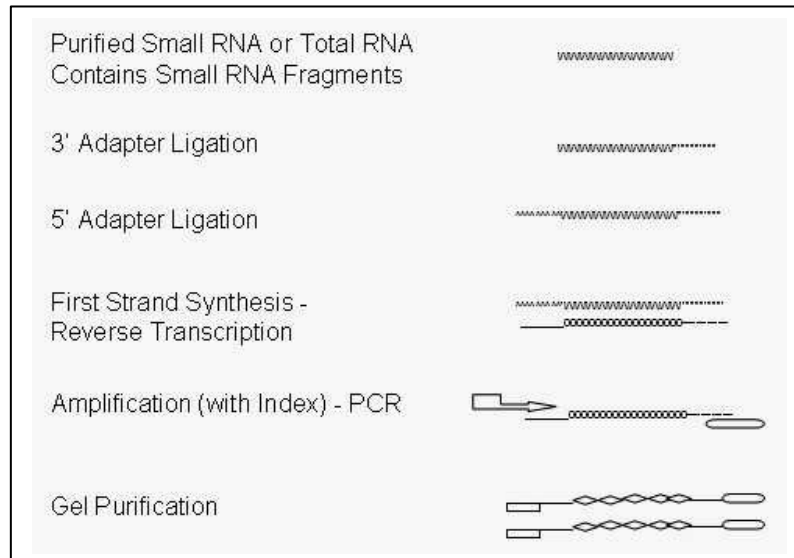 Purified Small RNA or Total RNA
Contains Small RNA Fragments
3' Adapter Ligation
5' Adapter Ligation
First Strand Synthesis -
Reverse Transcription
Amplification (with Index) - PCR
Gel Purification